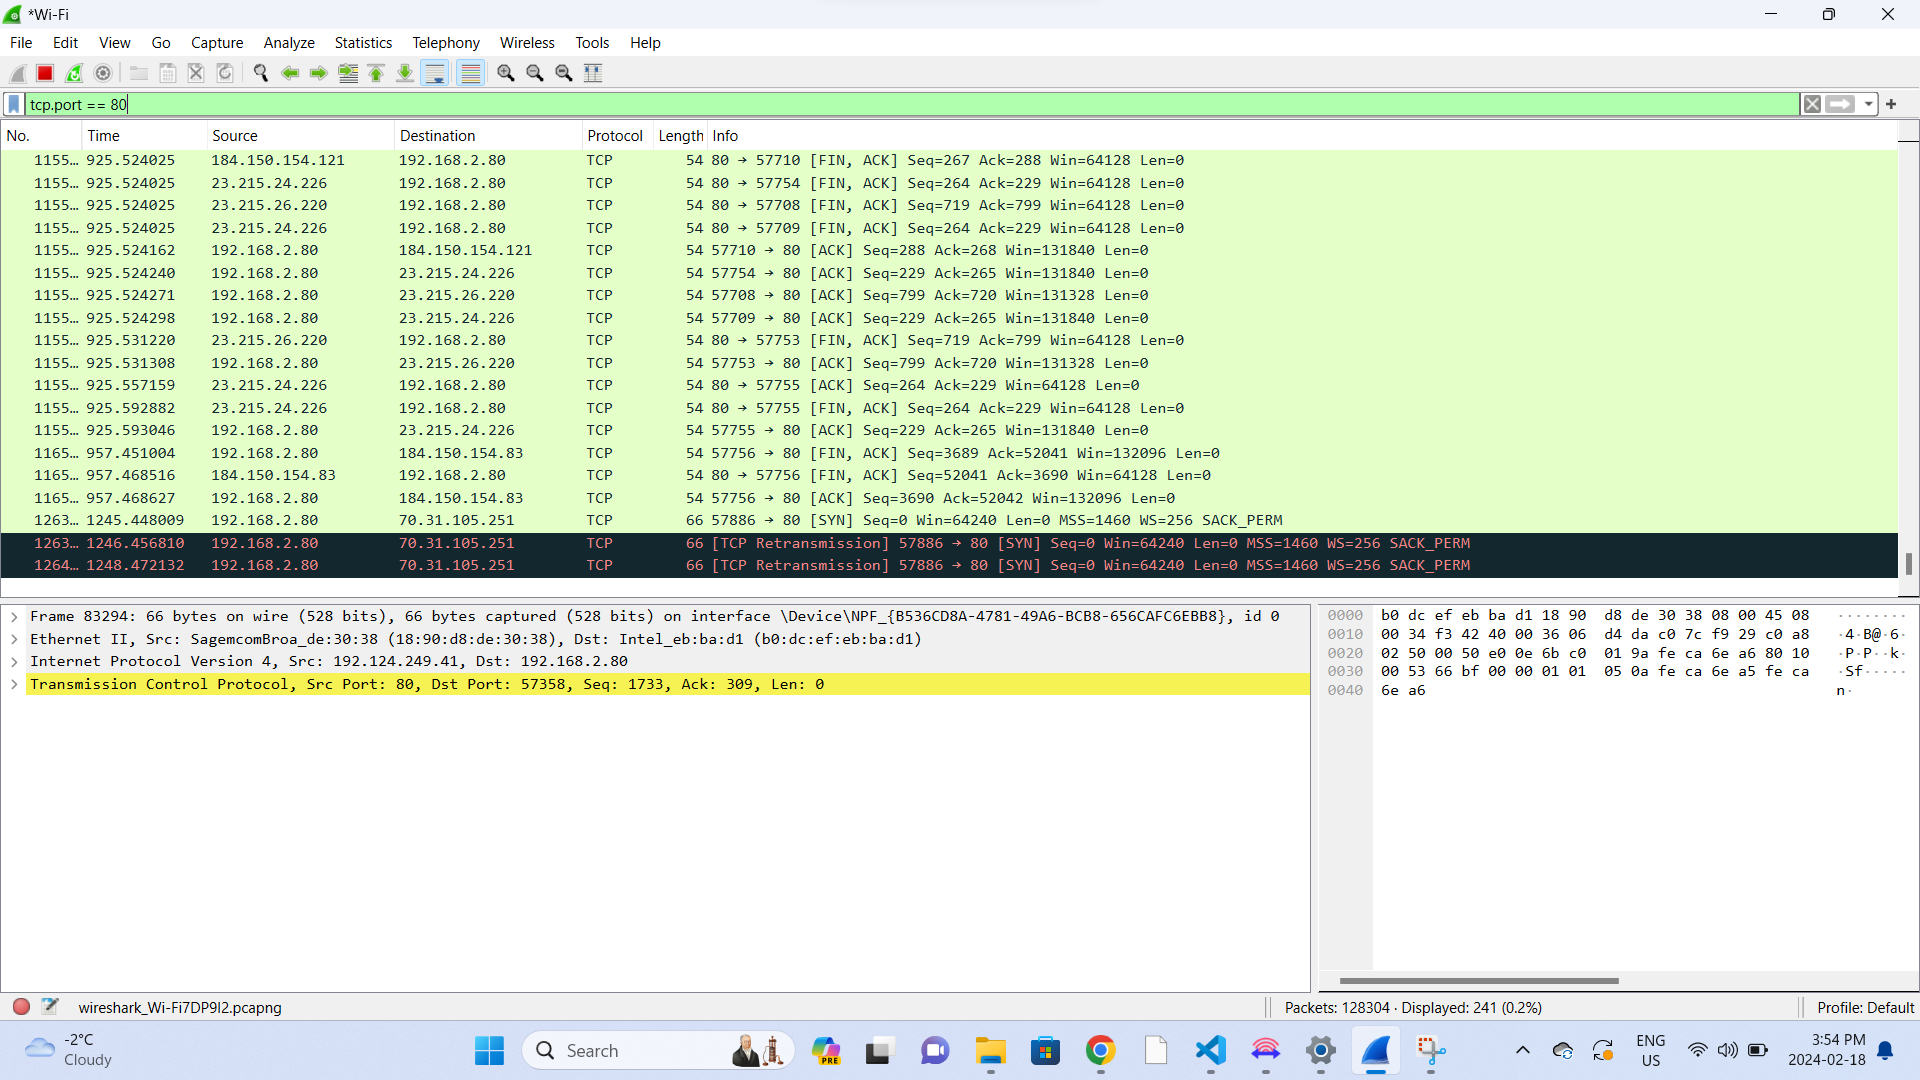 *Wi-Fi
File Edit View Go Capture Analyze Statistics Telephony Wireless Tools Help
tcp.port == 80
No. Time Source Destination Protocol Length Info
1155… 925.524025 184.150.154.121 192.168.2.80 TCP 54 80 → 57710 [FIN, ACK] Seq=267 Ack=288 Win=64128 Len=0
1155… 925.524025 23.215.24.226 192.168.2.80 TCP 54 80 → 57754 [FIN, ACK] Seq=264 Ack=229 Win=64128 Len=0
1155… 925.524025 23.215.26.220 192.168.2.80 TCP 54 80 → 57708 [FIN, ACK] Seq=719 Ack=799 Win=64128 Len=0
1155… 925.524025 23.215.24.226 192.168.2.80 TCP 54 80 → 57709 [FIN, ACK] Seq=264 Ack=229 Win=64128 Len=0
1155… 925.524162 192.168.2.80 184.150.154.121 TCP 54 57710 → 80 [ACK] Seq=288 Ack=268 Win=131840 Len=0
1155… 925.524240 192.168.2.80 23.215.24.226 TCP 54 57754 → 80 [ACK] Seq=229 Ack=265 Win=131840 Len=0
1155… 925.524271 192.168.2.80 23.215.26.220 TCP 54 57708 → 80 [ACK] Seq=799 Ack=720 Win=131328 Len=0
1155… 925.524298 192.168.2.80 23.215.24.226 TCP 54 57709 → 80 [ACK] Seq=229 Ack=265 Win=131840 Len=0
1155… 925.531220 23.215.26.220 192.168.2.80 TCP 54 80 → 57753 [FIN, ACK] Seq=719 Ack=799 Win=64128 Len=0
1155… 925.531308 192.168.2.80 23.215.26.220 TCP 54 57753 → 80 [ACK] Seq=799 Ack=720 Win=131328 Len=0
1155… 925.557159 23.215.24.226 192.168.2.80 TCP 54 80 → 57755 [ACK] Seq=264 Ack=229 Win=64128 Len=0
1155… 925.592882 23.215.24.226 192.168.2.80 TCP 54 80 → 57755 [FIN, ACK] Seq=264 Ack=229 Win=64128 Len=0
1155… 925.593046 192.168.2.80 23.215.24.226 TCP 54 57755 → 80 [ACK] Seq=229 Ack=265 Win=131840 Len=0
1165… 957.451004 192.168.2.80 184.150.154.83 TCP 54 57756 → 80 [FIN, ACK] Seq=3689 Ack=52041 Win=132096 Len=0
1165… 957.468516 184.150.154.83 192.168.2.80 TCP 54 80 → 57756 [FIN, ACK] Seq=52041 Ack=3690 Win=64128 Len=0
1165… 957.468627 192.168.2.80 184.150.154.83 TCP 54 57756 → 80 [ACK] Seq=3690 Ack=52042 Win=132096 Len=0
1263… 1245.448009 192.168.2.80 70.31.105.251 TCP 66 57886 → 80 [SYN] Seq=0 Win=64240 Len=0 MSS=1460 WS=256 SACK_PERM
1263… 1246.456810 192.168.2.80 70.31.105.251 TCP 66 [TCP Retransmission] 57886 → 80 [SYN] Seq=0 Win=64240 Len=0 MSS=1460 WS=256 SACK_PERM
1264… 1248.472132 192.168.2.80 70.31.105.251 TCP 66 [TCP Retransmission] 57886 → 80 [SYN] Seq=0 Win=64240 Len=0 MSS=1460 WS=256 SACK_PERM
Frame 83294: 66 bytes on wire (528 bits), 66 bytes captured (528 bits) on interface \Device\NPF_{B536CD8A-4781-49A6-BCB8-656CAFC6EBB8}, id 0
Ethernet II, Src: SagemcomBroa_de:30:38 (18:90:d8:de:30:38), Dst: Intel_eb:ba:d1 (b0:dc:ef:eb:ba:d1)
Internet Protocol Version 4, Src: 192.124.249.41, Dst: 192.168.2.80
Transmission Control Protocol, Src Port: 80, Dst Port: 57358, Seq: 1733, Ack: 309, Len: 0
0000 b0 dc ef eb ba d1 18 90 d8 de 30 38 08 00 45 08 ········
0010 00 34 f3 42 40 00 36 06 d4 da c0 7c f9 29 c0 a8 ·4·B@·6·
0020 02 50 00 50 e0 0e 6b c0 01 9a fe ca 6e a6 80 10 ·P·P··k·
0030 00 53 66 bf 00 00 01 01 05 0a fe ca 6e a5 fe ca ·Sf·····
0040 6e a6 n·
wireshark_Wi-Fi7DP9I2.pcapng
Packets: 128304 · Displayed: 241 (0.2%)
Profile: Default
-2°C
Cloudy
Search
PRE
ENG
US
3:54 PM
2024-02-18